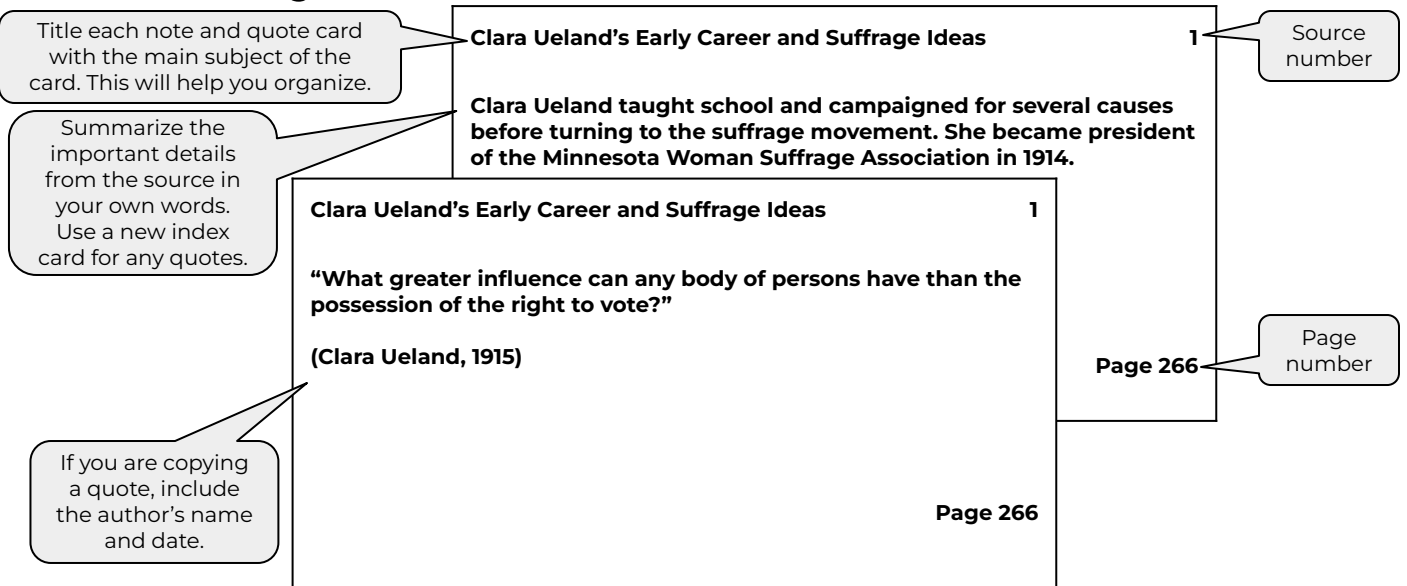 Title each note and quote card
with the main subject of the
card. This will help you organize.
Clara Ueland’s Early Career and Suffrage Ideas 1
Source
number
Summarize the
important details
from the source in
your own words.
Use a new index
card for any quotes.
Clara Ueland taught school and campaigned for several causes
before turning to the suffrage movement. She became president
of the Minnesota Woman Suffrage Association in 1914.
Page 266
Page
number
Clara Ueland’s Early Career and Suffrage Ideas 1
“What greater influence can any body of persons have than the
possession of the right to vote?”
(Clara Ueland, 1915)
If you are copying
a quote, include
the author’s name
and date.
Page 266